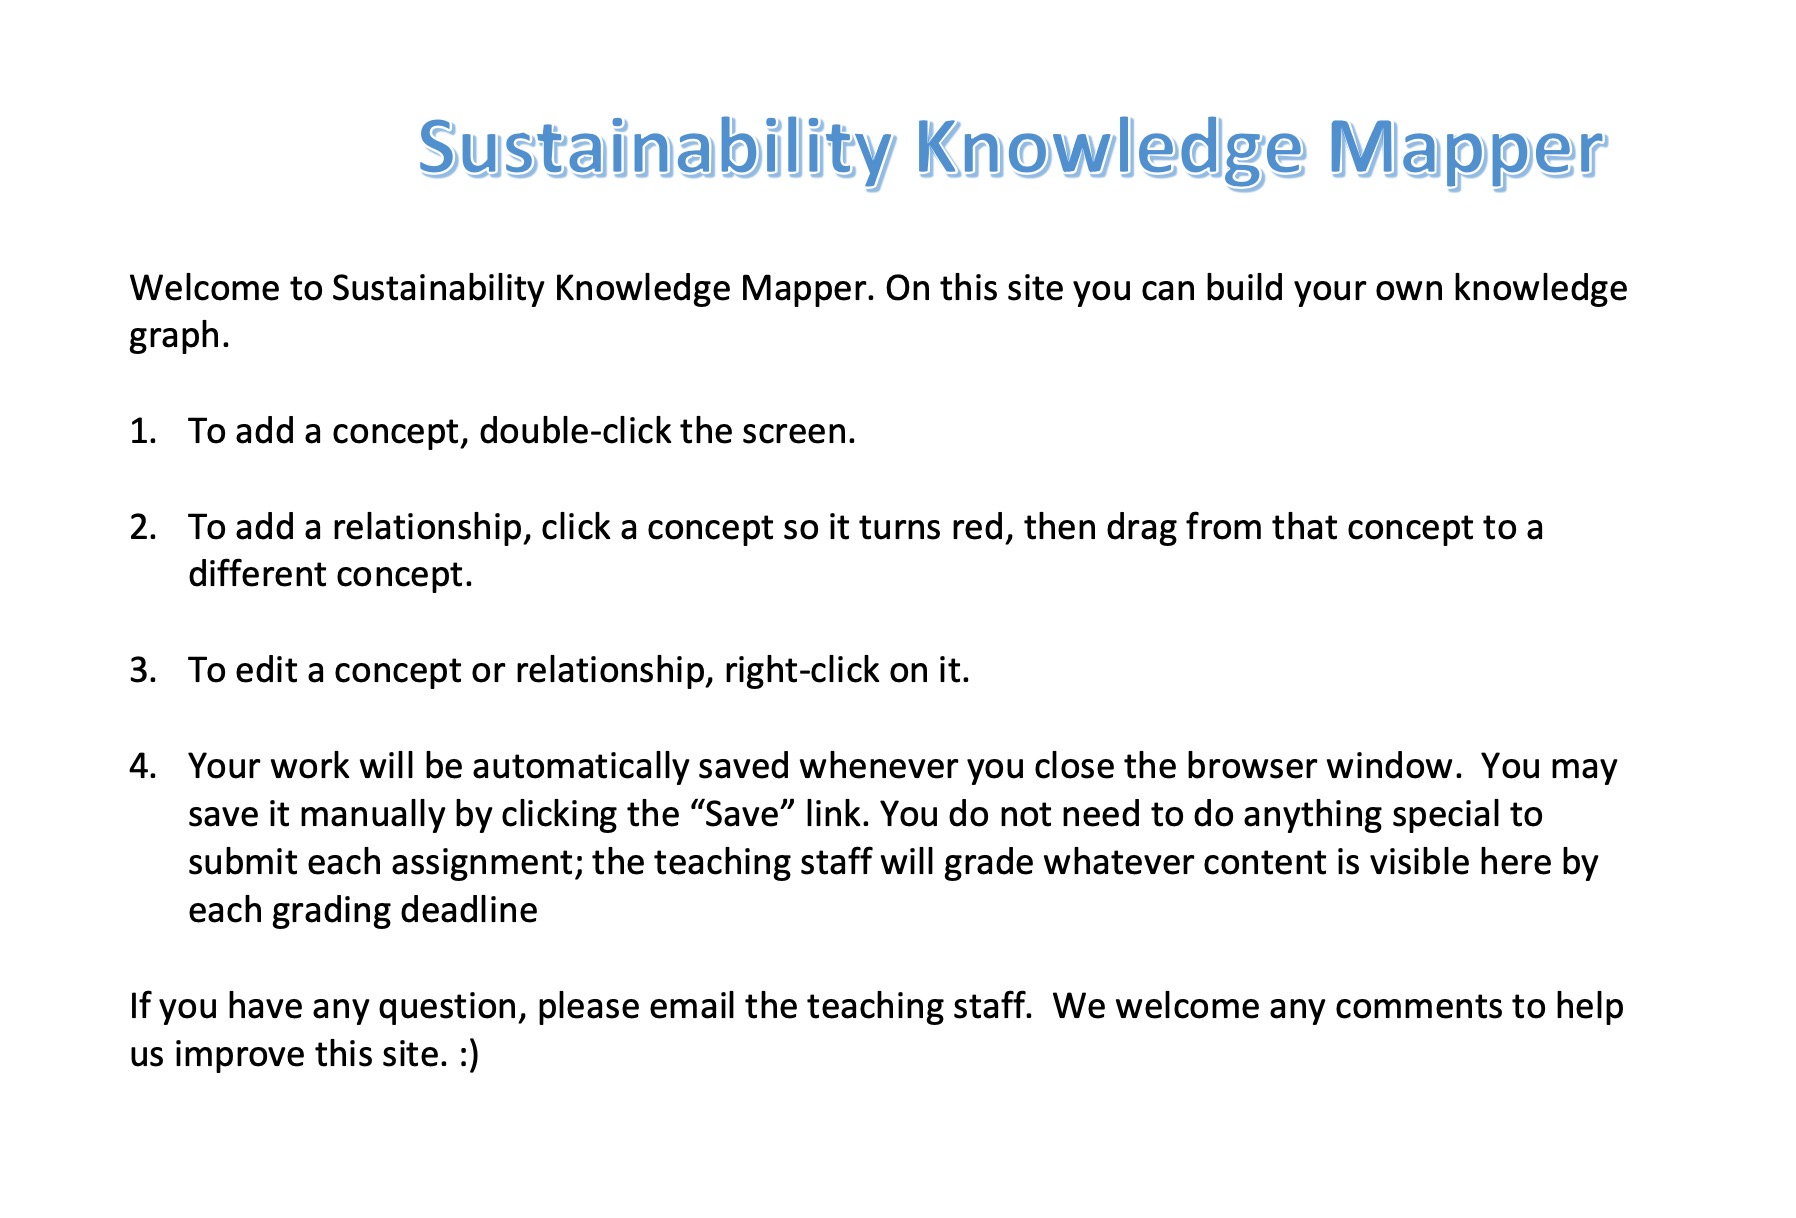 Sustainability Knowledge Mapper
Welcome to Sustainability Knowledge Mapper. On this site you can build your own knowledge
graph.
1. To add a concept, double-click the screen.
2. To add a relationship, click a concept so it turns red, then drag from that concept to a
different concept.
3. To edit a concept or relationship, right-click on it.
4. Your work will be automatically saved whenever you close the browser window.  You may
save it manually by clicking the “Save” link. You do not need to do anything special to
submit each assignment; the teaching staff will grade whatever content is visible here by
each grading deadline
If you have any question, please email the teaching staff.  We welcome any comments to help
us improve this site. :)